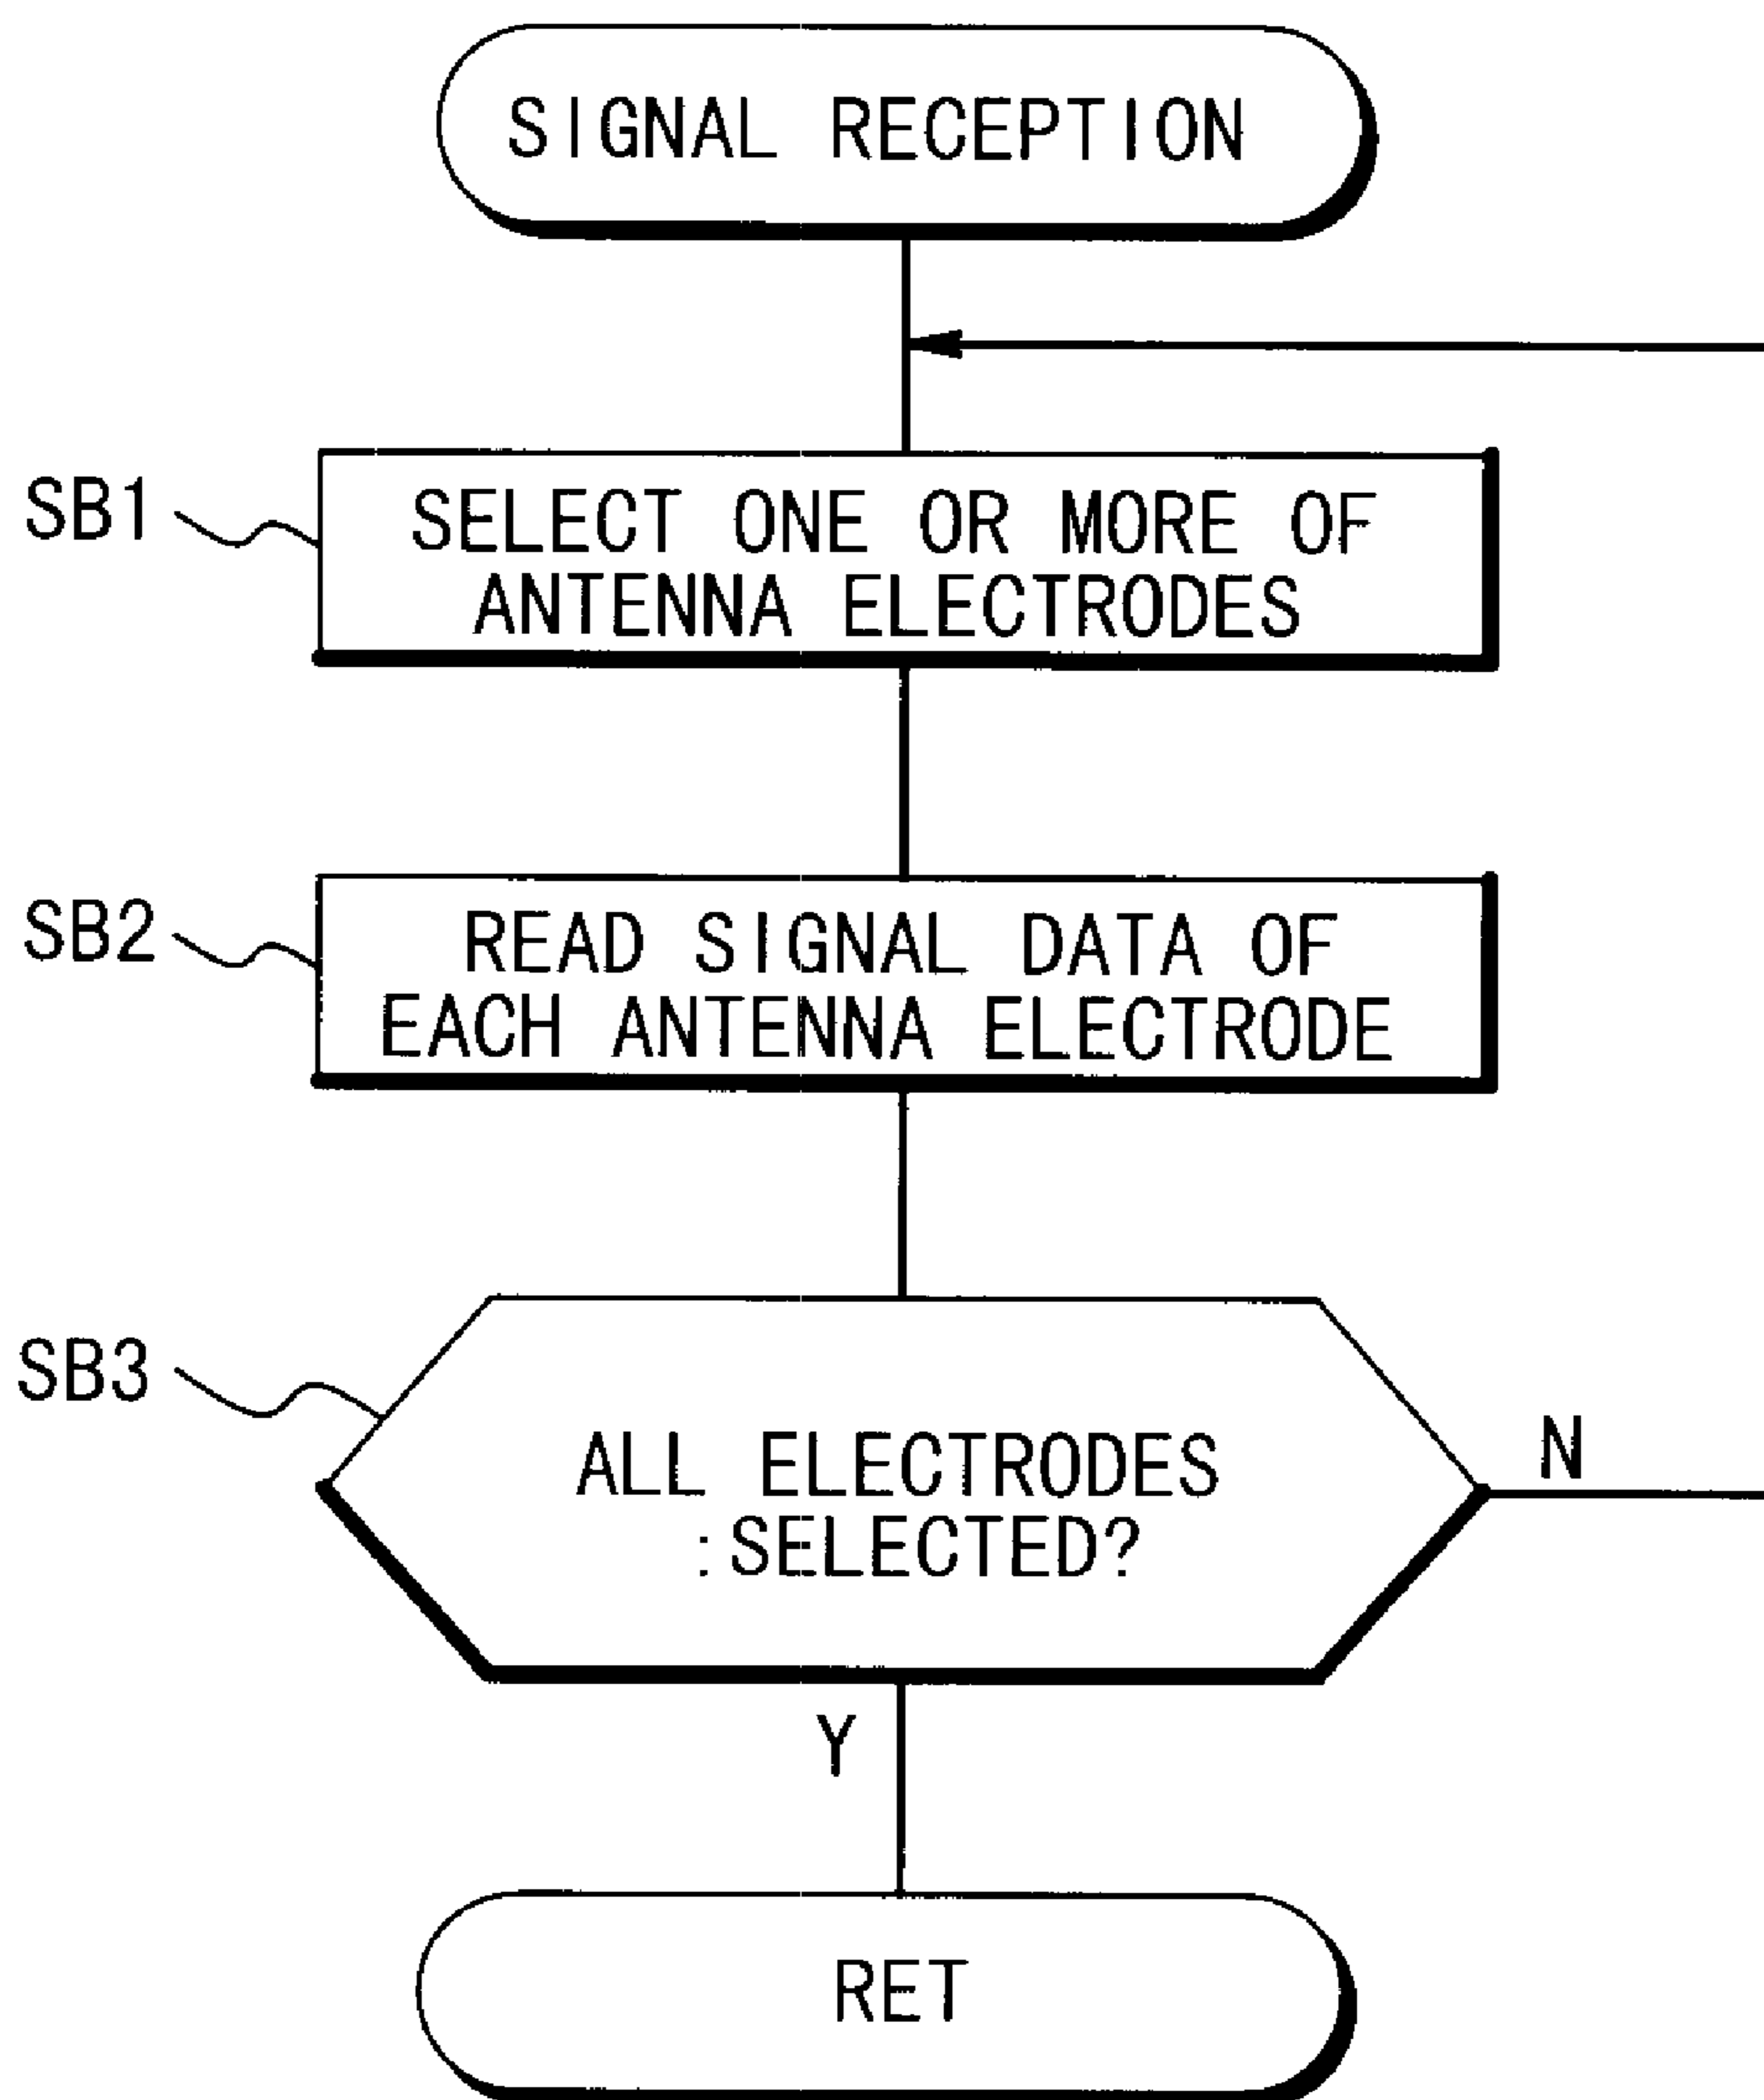 SIGNAL RECEPTION
SB1
SELECT ONE OR MORE OF
ANTENNA ELECTRODES
SB2
READ SIGNAL DATA OF
EACH ANTENNA ELECTRODE
SB3
ALL ELECTRODES
:SELECTED?
N
Y
RET